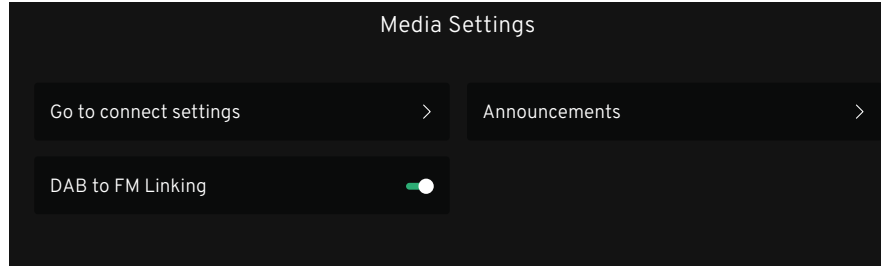 Media Settings
Go to connect settings
Announcements
DAB to FM Linking